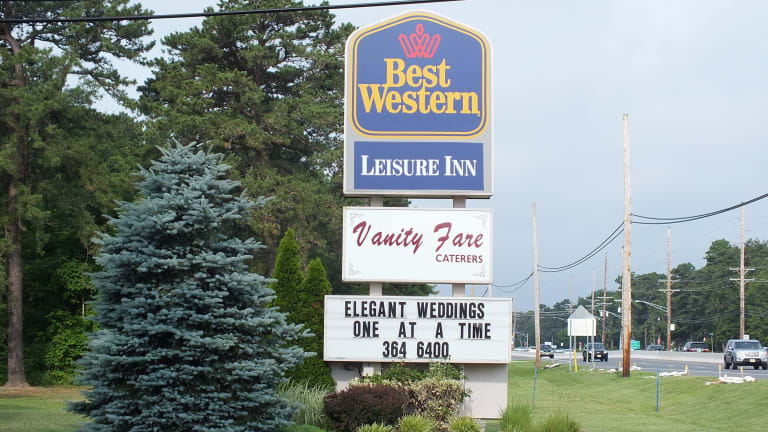 Best
Western
LEISURE INN
Vanity Fare
CATERERS
ELEGANT WEDDINGS
ONE AT A TIME
364 6400